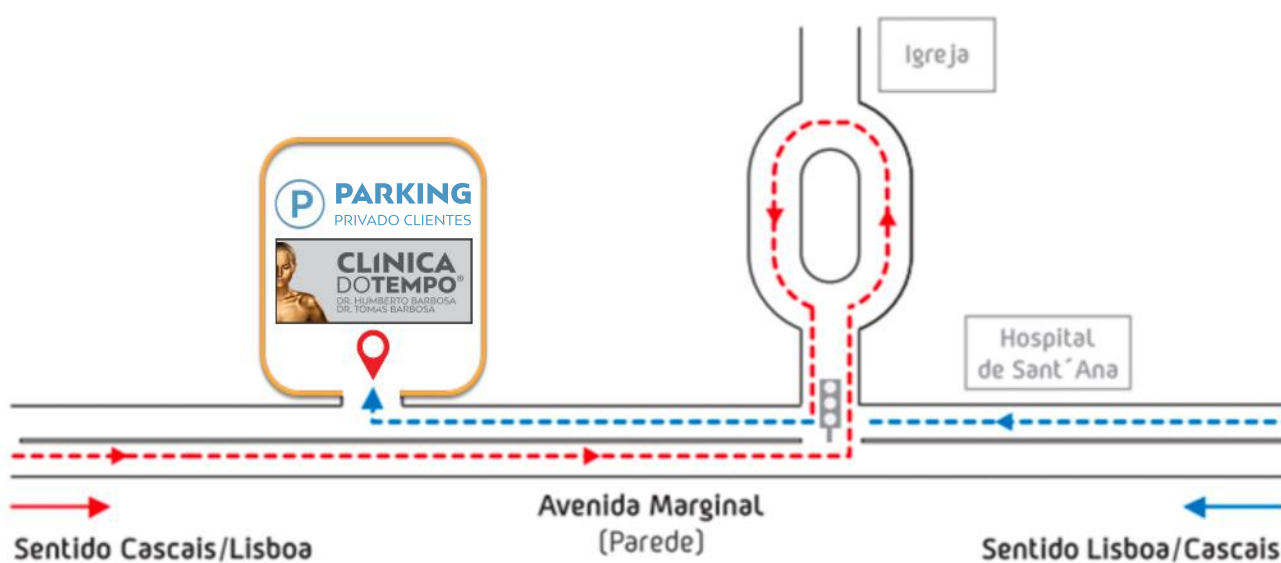 Igreja
P
PARKING
PRIVADO CLIENTES
CLINICA
DOTEMPO®
DR. HUMBERTO BARBOSA
DR. TOMAS BARBOSA
Hospital
de Sant´Ana
Avenida Marginal
(Parede)
Sentido Cascais/Lisboa
Sentido Lisboa/Cascais